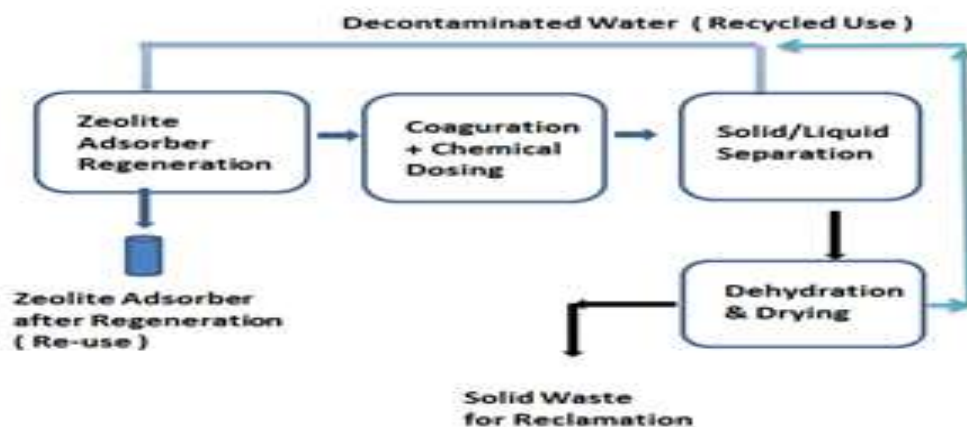 Decontaminated Water ( Recycled Use )
Zeolite
Adsorber
Regeneration
Coaguration
+ Chemical
Dosing
Solid/Liquid
Separation
Zeolite Adsorber
after Regeneration
( Re-use )
Dehydration
& Drying
Solid Waste
for Reclamation